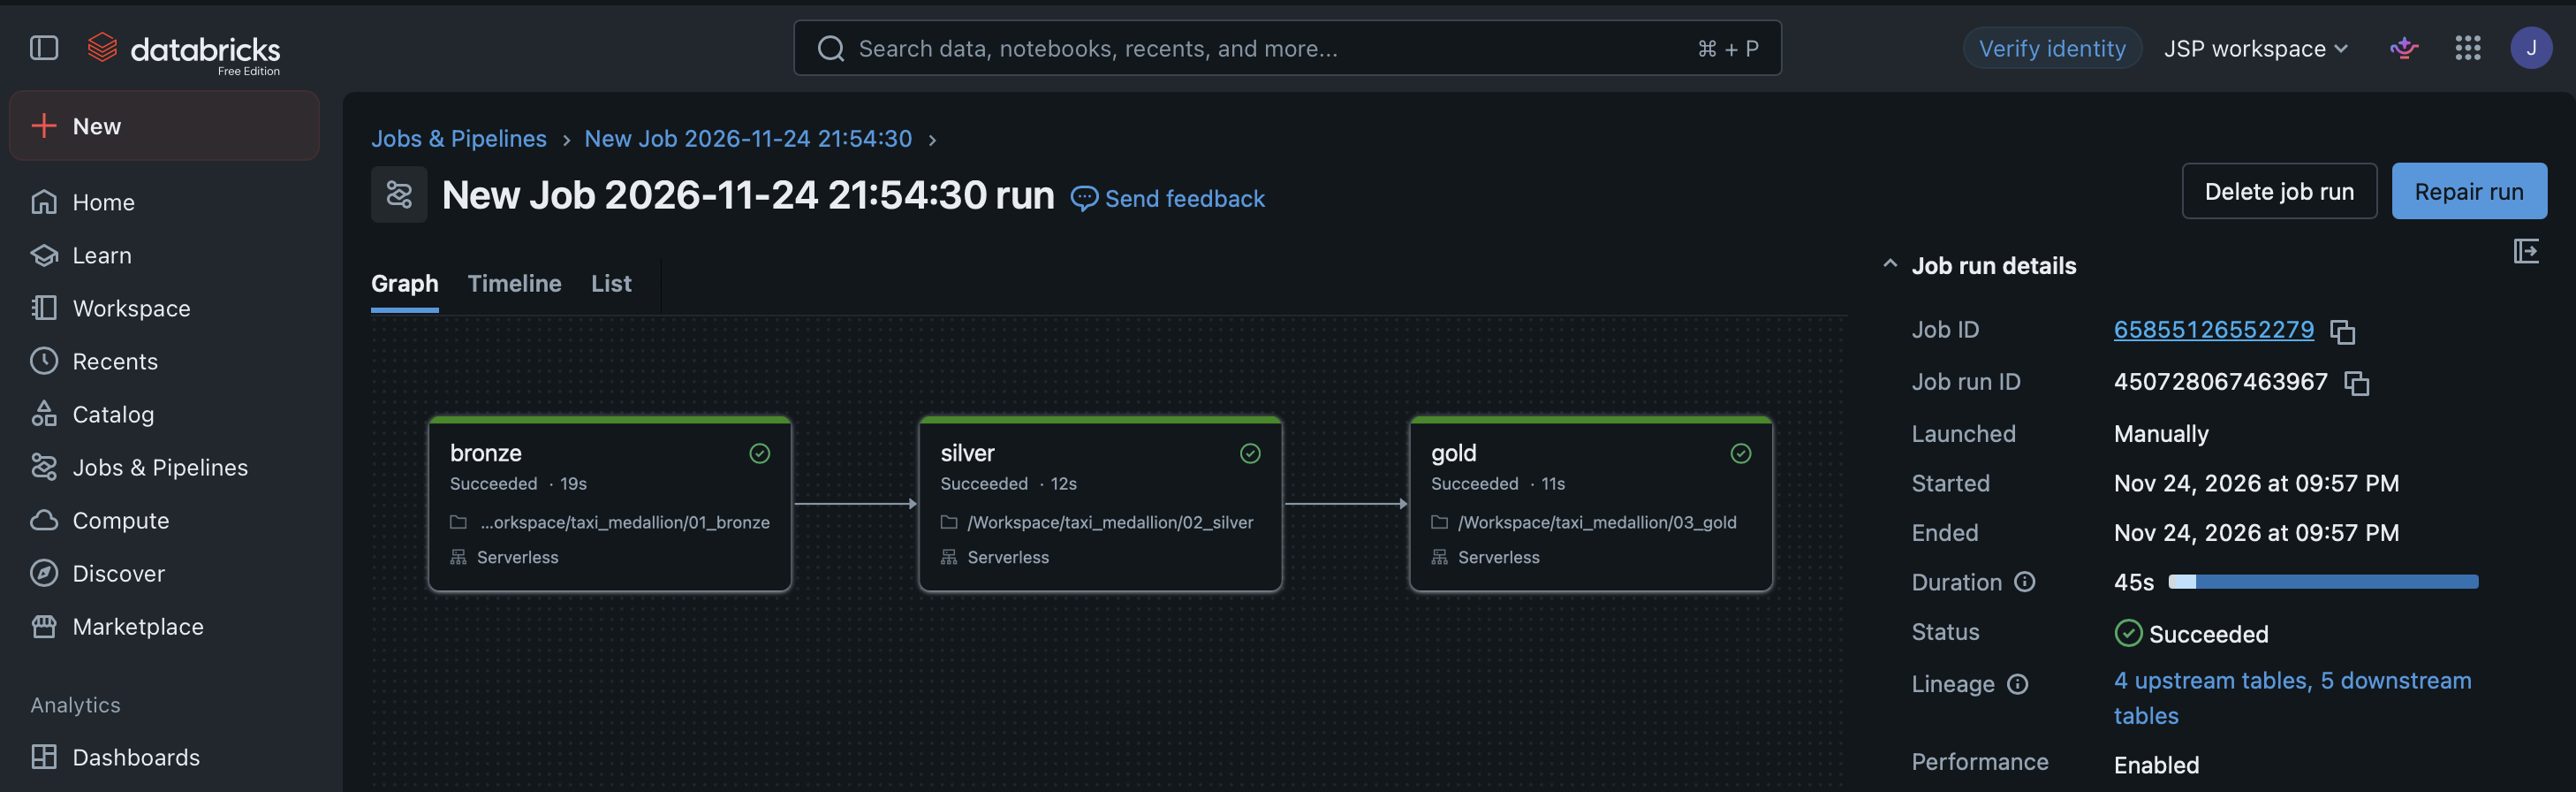 databricks
Free Edition
Search data, notebooks, recents, and more...
⌘ + P
Verify identity
JSP workspace
J
New
Home
Learn
Workspace
Recents
Catalog
Jobs & Pipelines
Compute
Discover
Marketplace
Analytics
Dashboards
Jobs & Pipelines › New Job 2026-11-24 21:54:30 ›
New Job 2026-11-24 21:54:30 run
Send feedback
Delete job run
Repair run
Graph
Timeline
List
bronze
Succeeded · 19s
...orkspace/taxi_medallion/01_bronze
Serverless
silver
Succeeded · 12s
/Workspace/taxi_medallion/02_silver
Serverless
gold
Succeeded · 11s
/Workspace/taxi_medallion/03_gold
Serverless
Job run details
Job ID 65855126552279
Job run ID 450728067463967
Launched Manually
Started Nov 24, 2026 at 09:57 PM
Ended Nov 24, 2026 at 09:57 PM
Duration 45s
Status Succeeded
Lineage 4 upstream tables, 5 downstream
tables
Performance Enabled